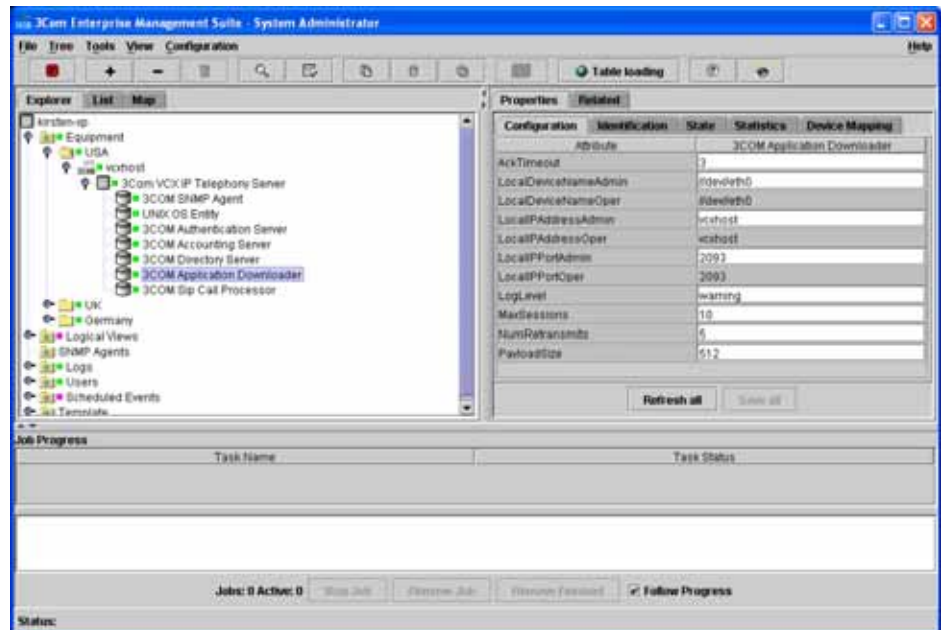 3Com Enterprise Management Suite - System Administrator
File Tree Tools View Configuration Help
Table loading
Explorer List Map
Properties Related
kirsten-xp
Equipment
USA
vcxhost
3Com VCX IP Telephony Server
3COM SNMP Agent
UNIX OS Entity
3COM Authentication Server
3COM Accounting Server
3COM Directory Server
3COM Application Downloader
3COM Sip Call Processor
UK
Germany
Logical Views
SNMP Agents
Logs
Users
Scheduled Events
Template
Configuration Identification State Statistics Device Mapping
Attribute 3COM Application Downloader
AckTimeout 3
LocalDeviceNameAdmin //dev/eth0
LocalDeviceNameOper //dev/eth0
LocalIPAddressAdmin vcxhost
LocalIPAddressOper vcxhost
LocalIPPortAdmin 2093
LocalIPPortOper 2093
LogLevel warning
MaxSessions 10
NumRetransmits 5
PayloadSize 512
Refresh all Save all
Job Progress
Task Name Task Status
Jobs: 0 Active: 0 Stop Job Remove Job Remove Finished Follow Progress
Status: